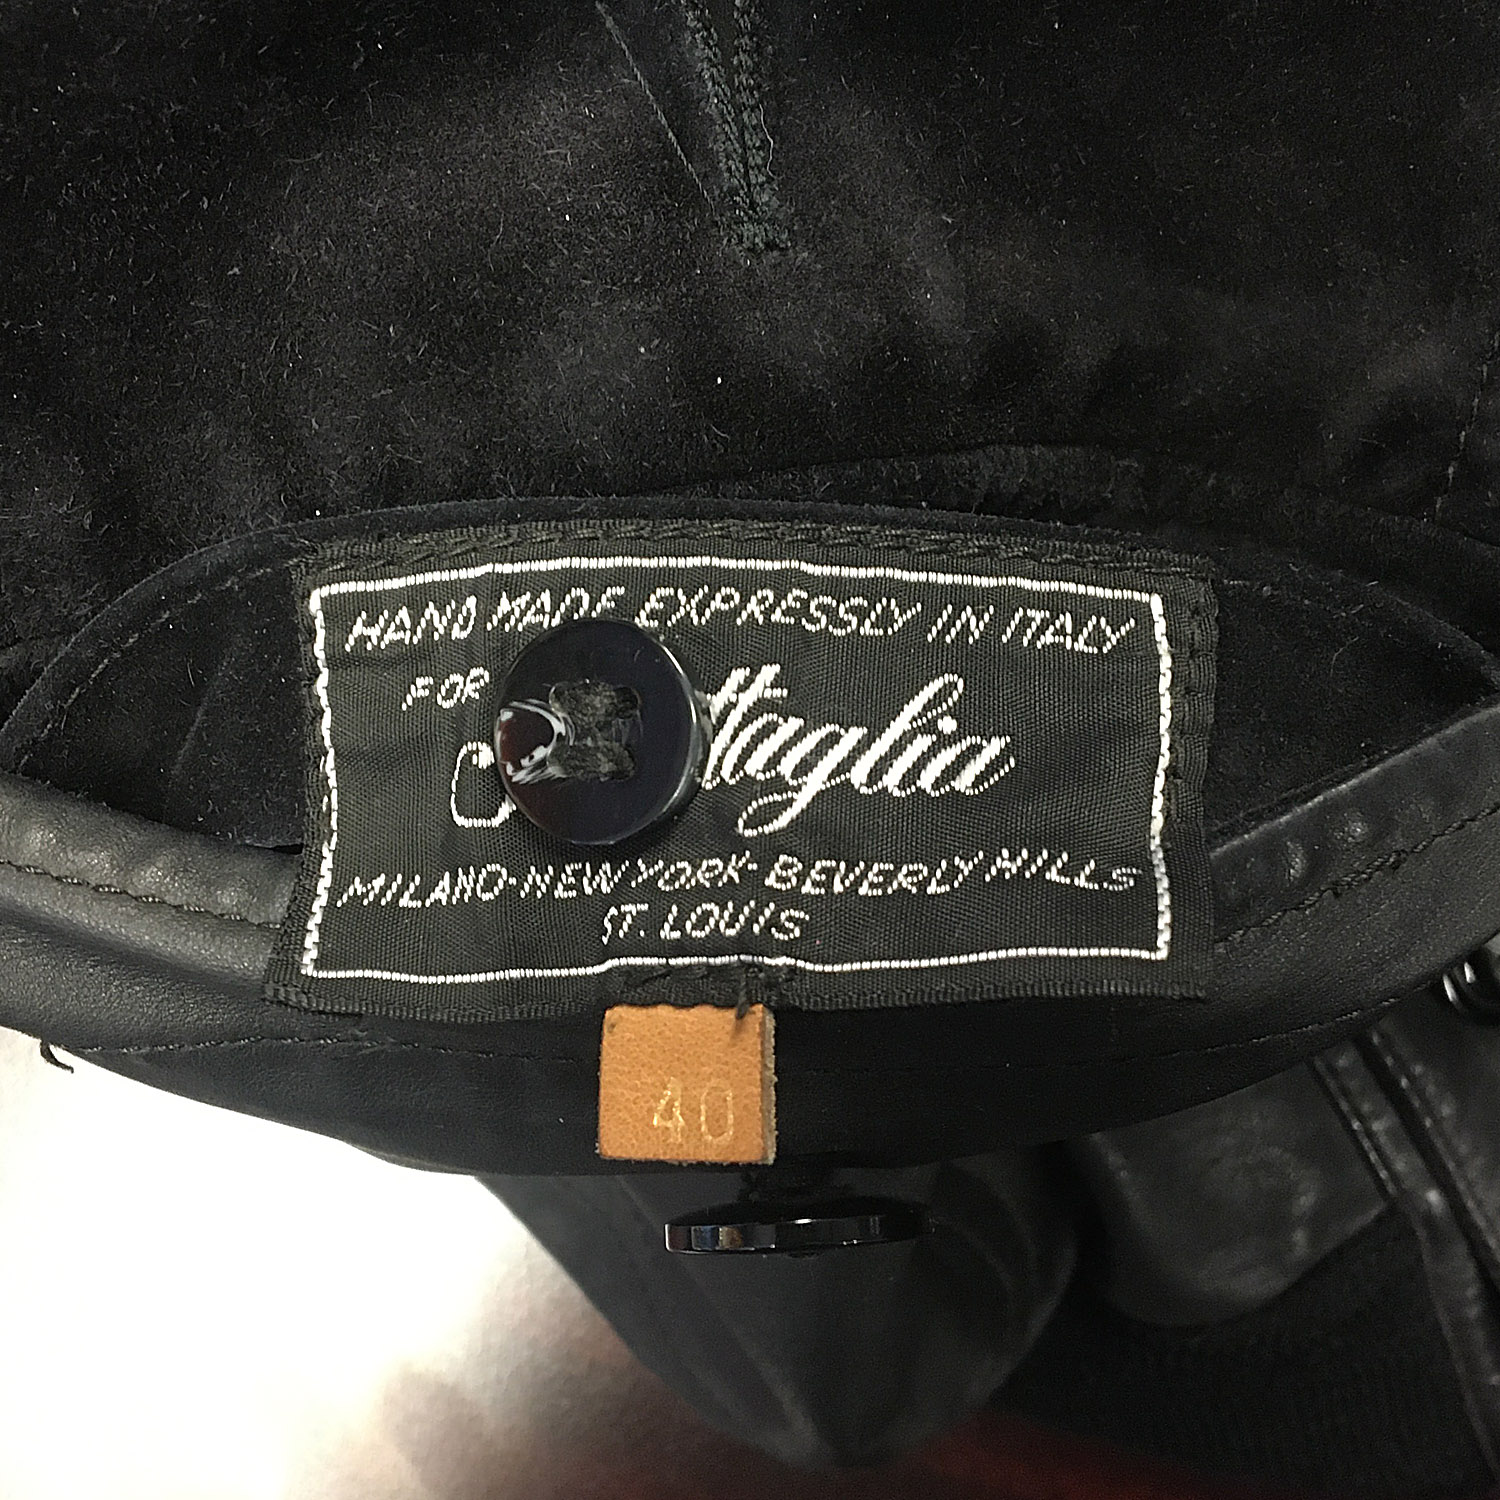 HAND MADE EXPRESSLY IN ITALY
FOR
MILANO-NEW YORK-BEVERLY HILLS
ST. LOUIS
40